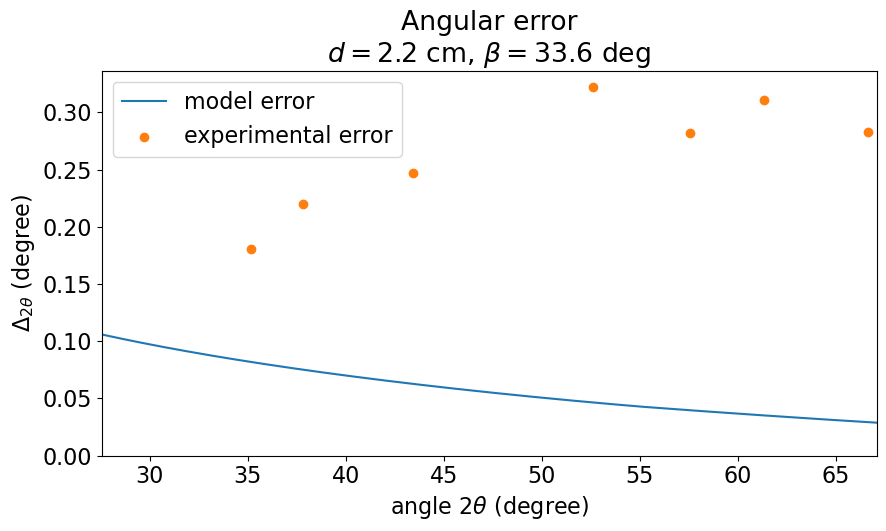 Angular error
d = 2.2 cm, β = 33.6 deg
model error
experimental error
0.30
0.25
0.20
0.15
0.10
0.05
0.00
Δ2θ (degree)
30 35 40 45 50 55 60 65
angle 2θ (degree)